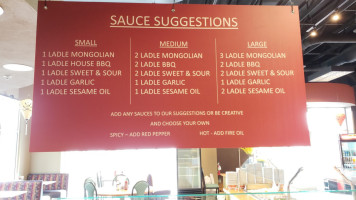 SAUCE SUGGESTIONS
SMALL
1 LADLE MONGOLIAN
1 LADLE HOUSE BBQ
1 LADLE SWEET & SOUR
1 LADLE GARLIC
1 LADLE SESAME OIL
MEDIUM
2 LADLE MONGOLIAN
2 LADLE BBQ
2 LADLE SWEET & SOUR
1 LADLE GARLIC
1 LADLE SESAME OIL
LARGE
3 LADLE MONGOLIAN
2 LADLE BBQ
2 LADLE SWEET & SOUR
1 LADLE GARLIC
2 LADLE SESAME OIL
ADD ANY SAUCES TO OUR SUGGESTIONS OR BE CREATIVE
AND CHOOSE YOUR OWN
SPICY – ADD RED PEPPER HOT - ADD FIRE OIL